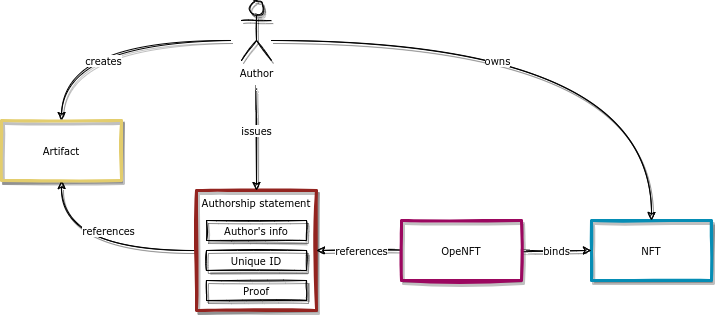 creates
owns
Author
issues
Artifact
Authorship statement
Author's info
Unique ID
Proof
references
references
OpeNFT
binds
NFT